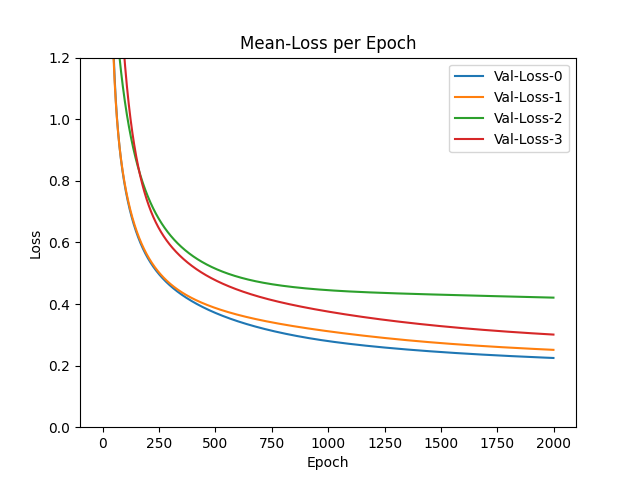 Mean-Loss per Epoch
Val-Loss-0
Val-Loss-1
Val-Loss-2
Val-Loss-3
1.2
1.0
0.8
0.6
0.4
0.2
0.0
Loss
0 250 500 750 1000 1250 1500 1750 2000
Epoch